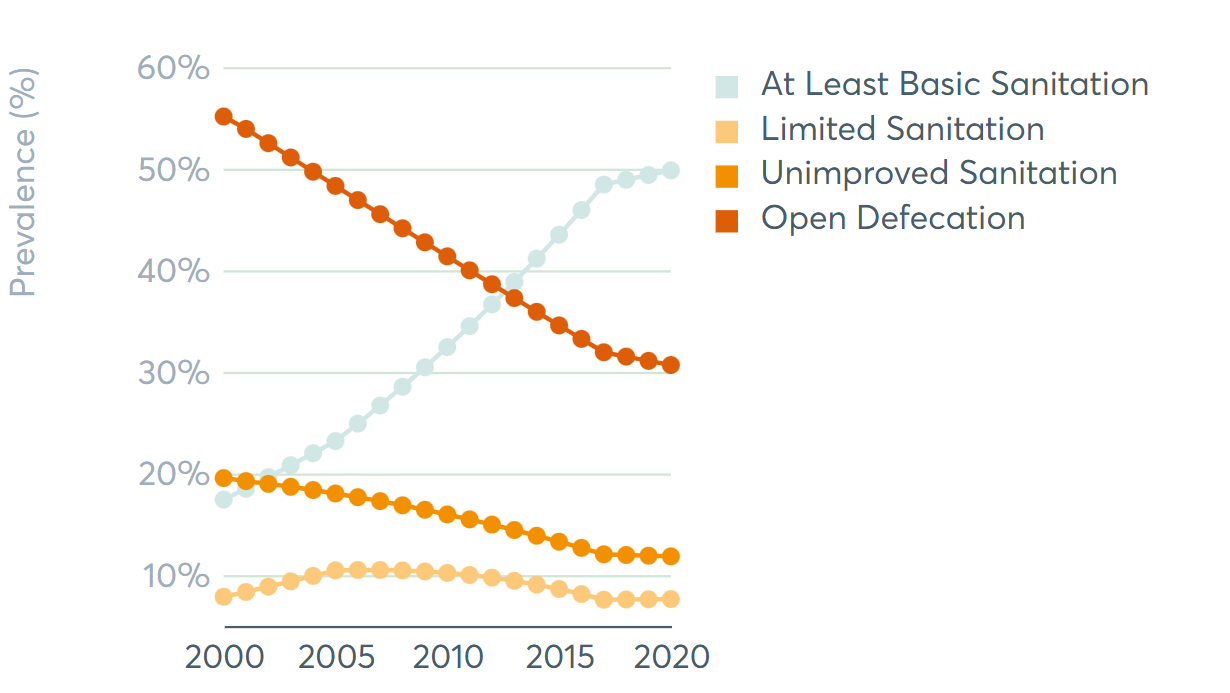 Prevalence (%)
60%
50%
40%
30%
20%
10%
2000 2005 2010 2015 2020
At Least Basic Sanitation
Limited Sanitation
Unimproved Sanitation
Open Defecation